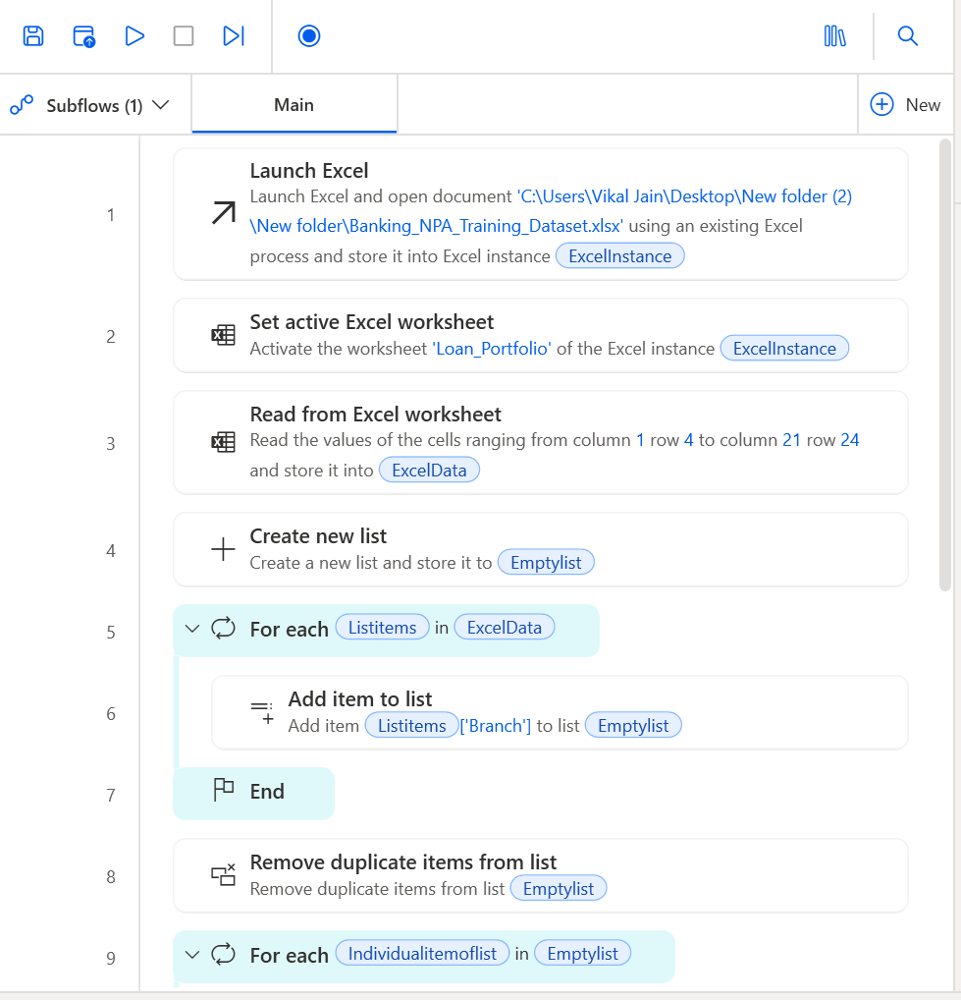 Subflows (1)
Main
New
1
Launch Excel
Launch Excel and open document 'C:\Users\Vikal Jain\Desktop\New folder (2)
\New folder\Banking_NPA_Training_Dataset.xlsx' using an existing Excel
process and store it into Excel instance ExcelInstance
2
Set active Excel worksheet
Activate the worksheet 'Loan_Portfolio' of the Excel instance ExcelInstance
3
Read from Excel worksheet
Read the values of the cells ranging from column 1 row 4 to column 21 row 24
and store it into ExcelData
4
Create new list
Create a new list and store it to Emptylist
5
For each Listitems in ExcelData
6
Add item to list
Add item Listitems ['Branch'] to list Emptylist
7
End
8
Remove duplicate items from list
Remove duplicate items from list Emptylist
9
For each Individualitemoflist in Emptylist